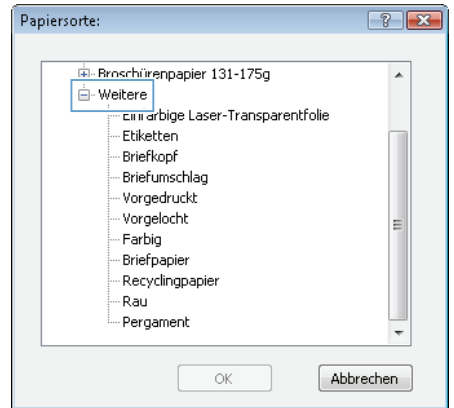 Papiersorte:
Broschürenpapier 131-175g
Weitere
Einfarbige Laser-Transparentfolie
Etiketten
Briefkopf
Briefumschlag
Vorgedruckt
Vorgelocht
Farbig
Briefpapier
Recyclingpapier
Rau
Pergament
OK
Abbrechen